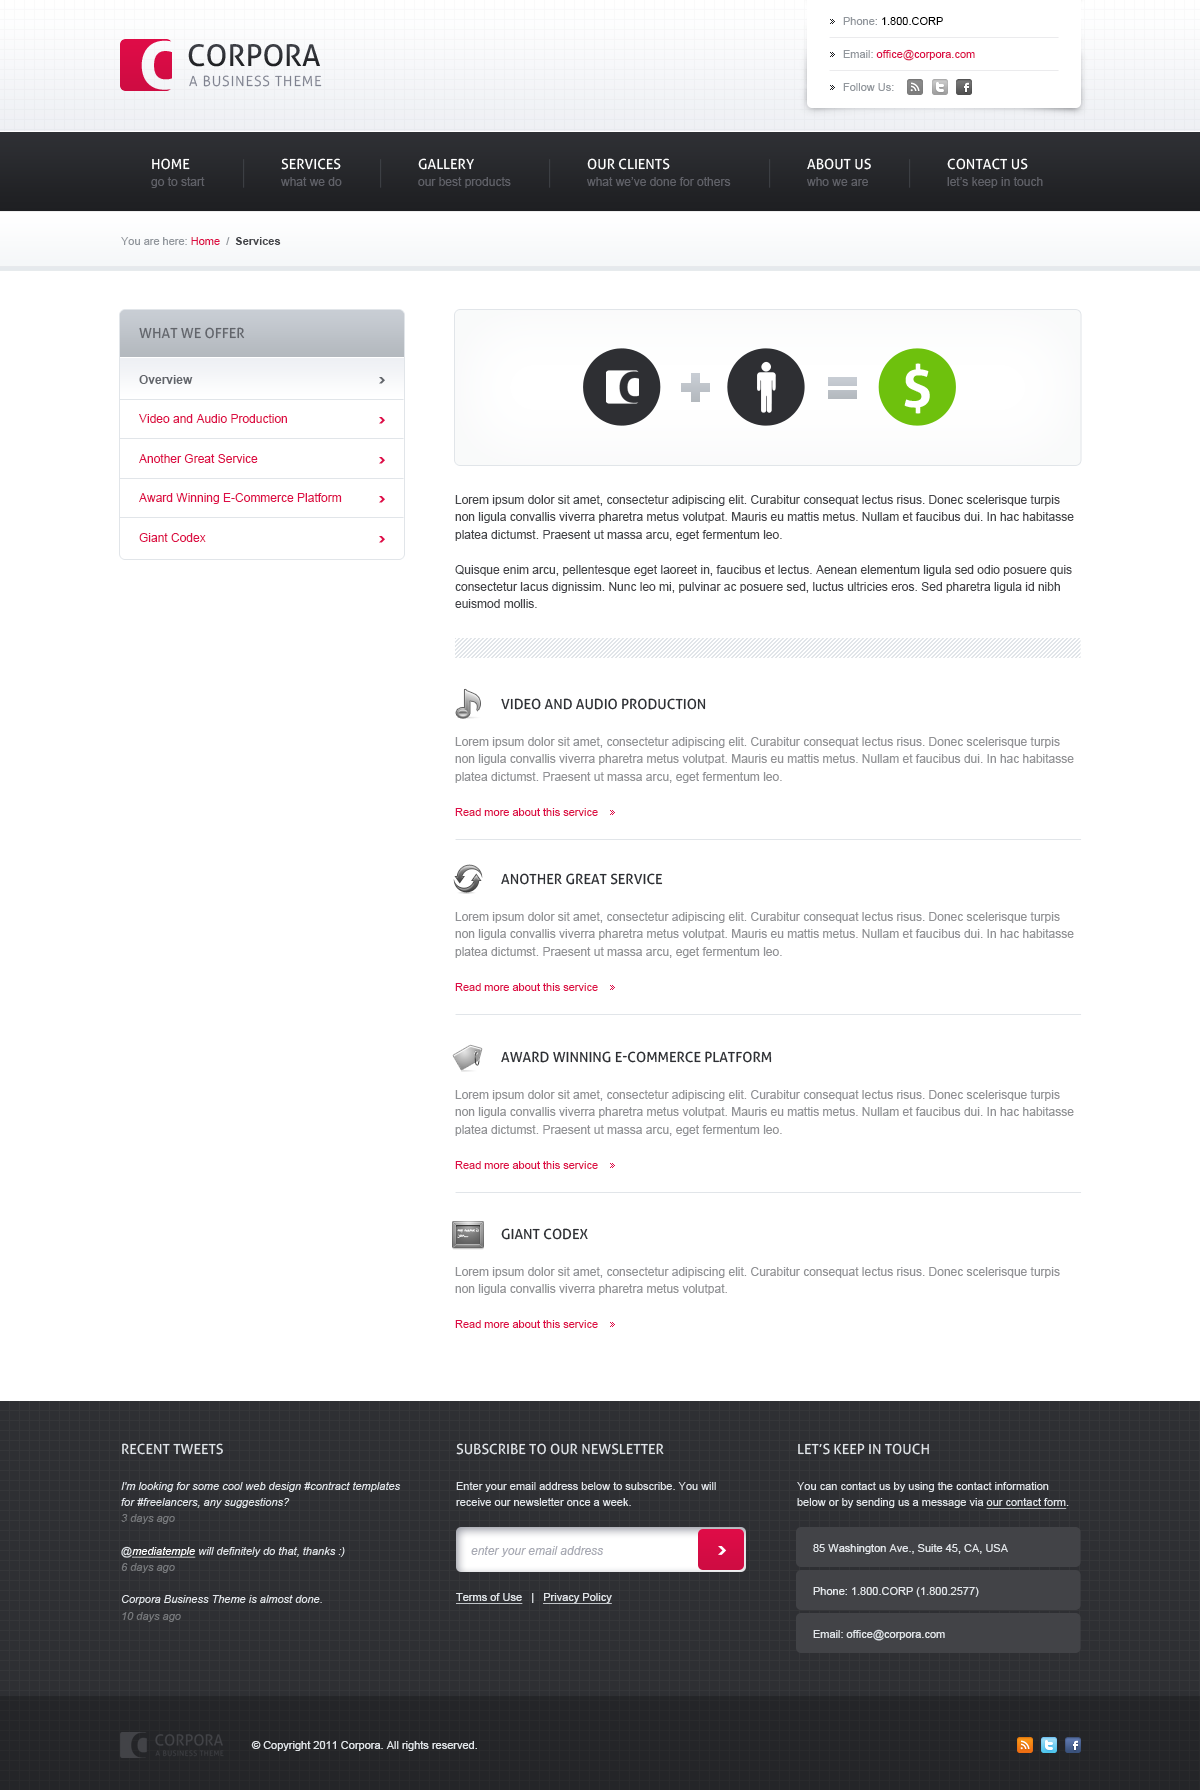 CORPORA
A BUSINESS THEME
Phone: 1.800.CORP
Email: office@corpora.com
Follow Us:
HOME
go to start
SERVICES
what we do
GALLERY
our best products
OUR CLIENTS
what we've done for others
ABOUT US
who we are
CONTACT US
let's keep in touch
You are here: Home / Services
WHAT WE OFFER
Overview
Video and Audio Production
Another Great Service
Award Winning E-Commerce Platform
Giant Codex
Lorem ipsum dolor sit amet, consectetur adipiscing elit. Curabitur consequat lectus risus. Donec scelerisque turpis
non ligula convallis viverra pharetra metus volutpat. Mauris eu mattis metus. Nullam et faucibus dui. In hac habitasse
platea dictumst. Praesent ut massa arcu, eget fermentum leo.
Quisque enim arcu, pellentesque eget laoreet in, faucibus et lectus. Aenean elementum ligula sed odio posuere quis
consectetur lacus dignissim. Nunc leo mi, pulvinar ac posuere sed, luctus ultricies eros. Sed pharetra ligula id nibh
euismod mollis.
VIDEO AND AUDIO PRODUCTION
Lorem ipsum dolor sit amet, consectetur adipiscing elit. Curabitur consequat lectus risus. Donec scelerisque turpis
non ligula convallis viverra pharetra metus volutpat. Mauris eu mattis metus. Nullam et faucibus dui. In hac habitasse
platea dictumst. Praesent ut massa arcu, eget fermentum leo.
Read more about this service »
ANOTHER GREAT SERVICE
Lorem ipsum dolor sit amet, consectetur adipiscing elit. Curabitur consequat lectus risus. Donec scelerisque turpis
non ligula convallis viverra pharetra metus volutpat. Mauris eu mattis metus. Nullam et faucibus dui. In hac habitasse
platea dictumst. Praesent ut massa arcu, eget fermentum leo.
Read more about this service »
AWARD WINNING E-COMMERCE PLATFORM
Lorem ipsum dolor sit amet, consectetur adipiscing elit. Curabitur consequat lectus risus. Donec scelerisque turpis
non ligula convallis viverra pharetra metus volutpat. Mauris eu mattis metus. Nullam et faucibus dui. In hac habitasse
platea dictumst. Praesent ut massa arcu, eget fermentum leo.
Read more about this service »
GIANT CODEX
Lorem ipsum dolor sit amet, consectetur adipiscing elit. Curabitur consequat lectus risus. Donec scelerisque turpis
non ligula convallis viverra pharetra metus volutpat.
Read more about this service »
RECENT TWEETS
I'm looking for some cool web design #contract templates
for #freelancers, any suggestions?
3 days ago
@mediatemple will definitely do that, thanks :)
6 days ago
Corpora Business Theme is almost done.
10 days ago
SUBSCRIBE TO OUR NEWSLETTER
Enter your email address below to subscribe. You will
receive our newsletter once a week.
enter your email address
Terms of Use | Privacy Policy
LET'S KEEP IN TOUCH
You can contact us by using the contact information
below or by sending us a message via our contact form.
85 Washington Ave., Suite 45, CA, USA
Phone: 1.800.CORP (1.800.2577)
Email: office@corpora.com
CORPORA
A BUSINESS THEME
© Copyright 2011 Corpora. All rights reserved.